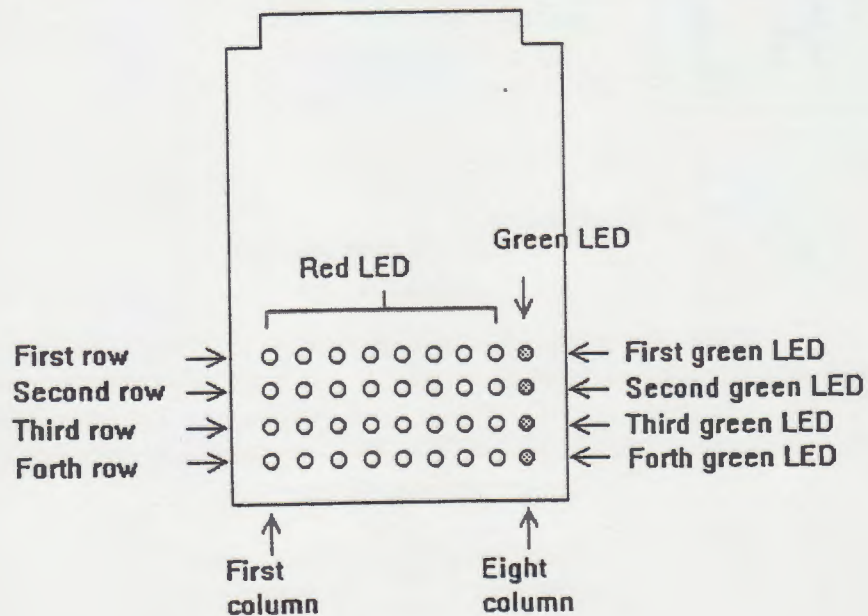 Green LED
Red LED
First row
First green LED
Second row
Second green LED
Third row
Third green LED
Forth row
Forth green LED
First
column
Eight
column